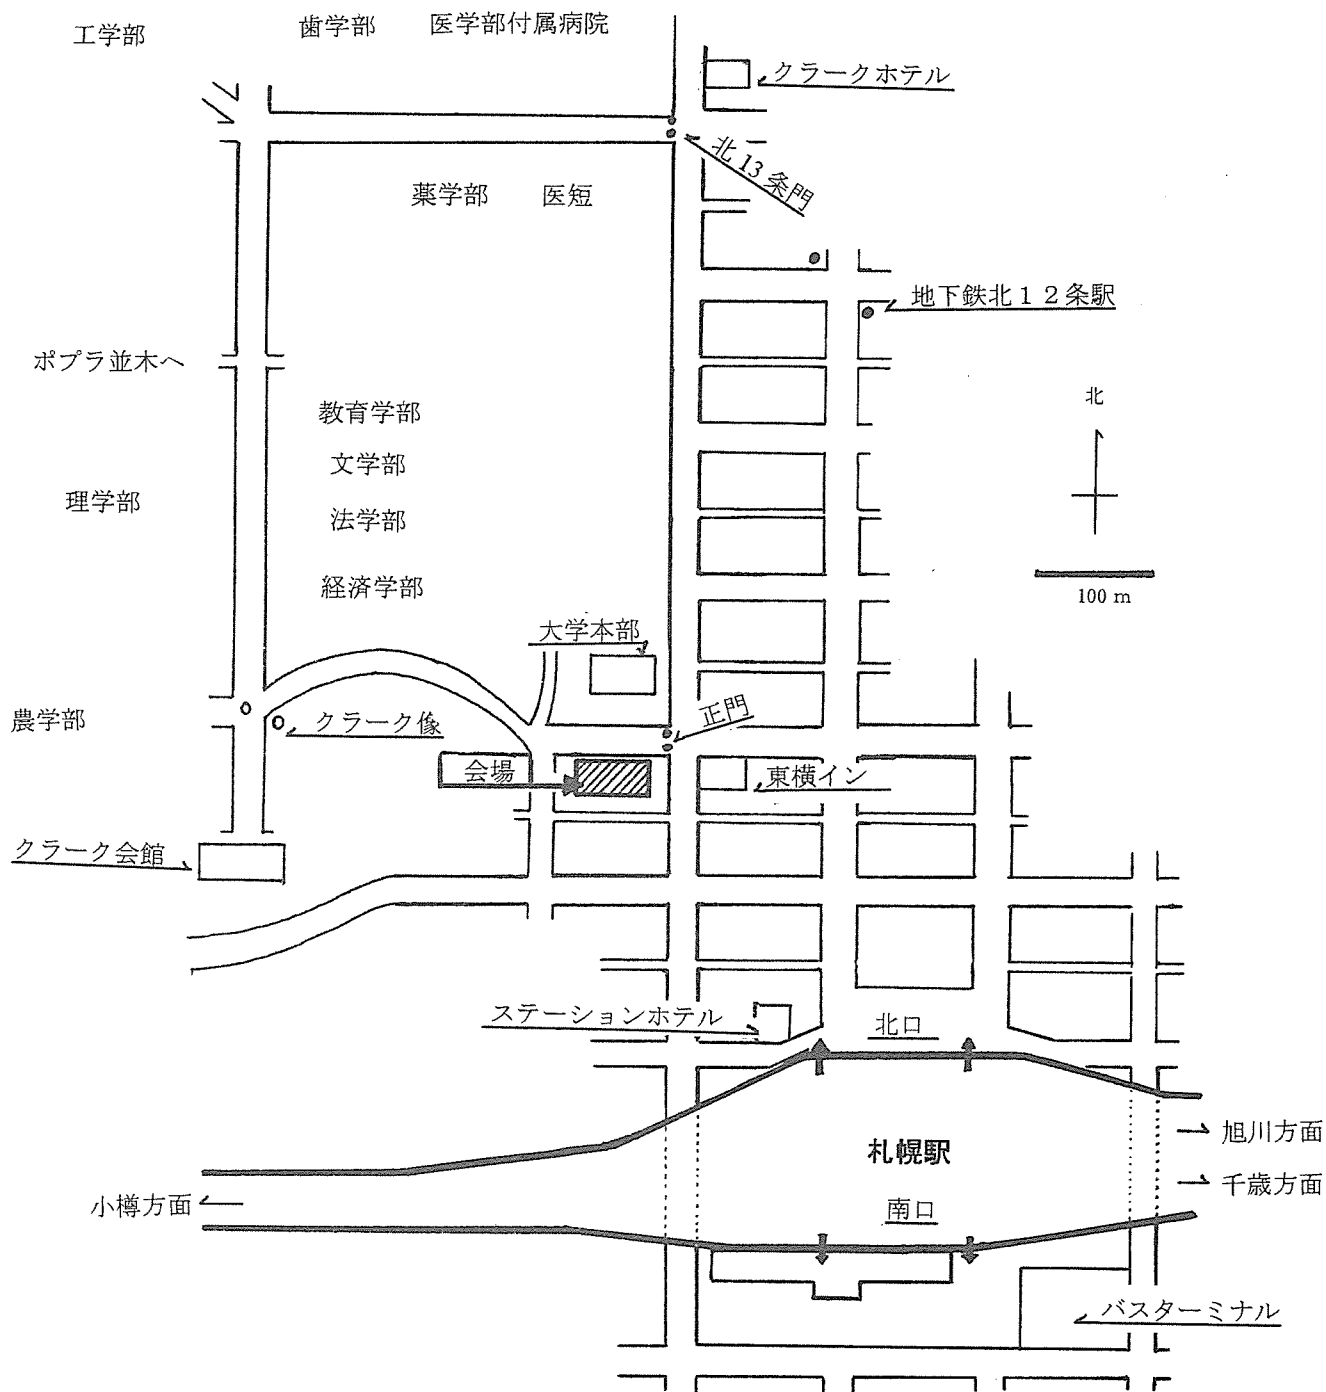 工学部
歯学部
医学部付属病院
クラークホテル
北13条門
薬学部
医短
地下鉄北12条駅
ポプラ並木へ
北
教育学部
文学部
理学部
法学部
経済学部
100 m
大学本部
正門
農学部
クラーク像
会場
東横イン
クラーク会館
ステーションホテル
北口
札幌駅
旭川方面
千歳方面
小樽方面
南口
バスターミナル